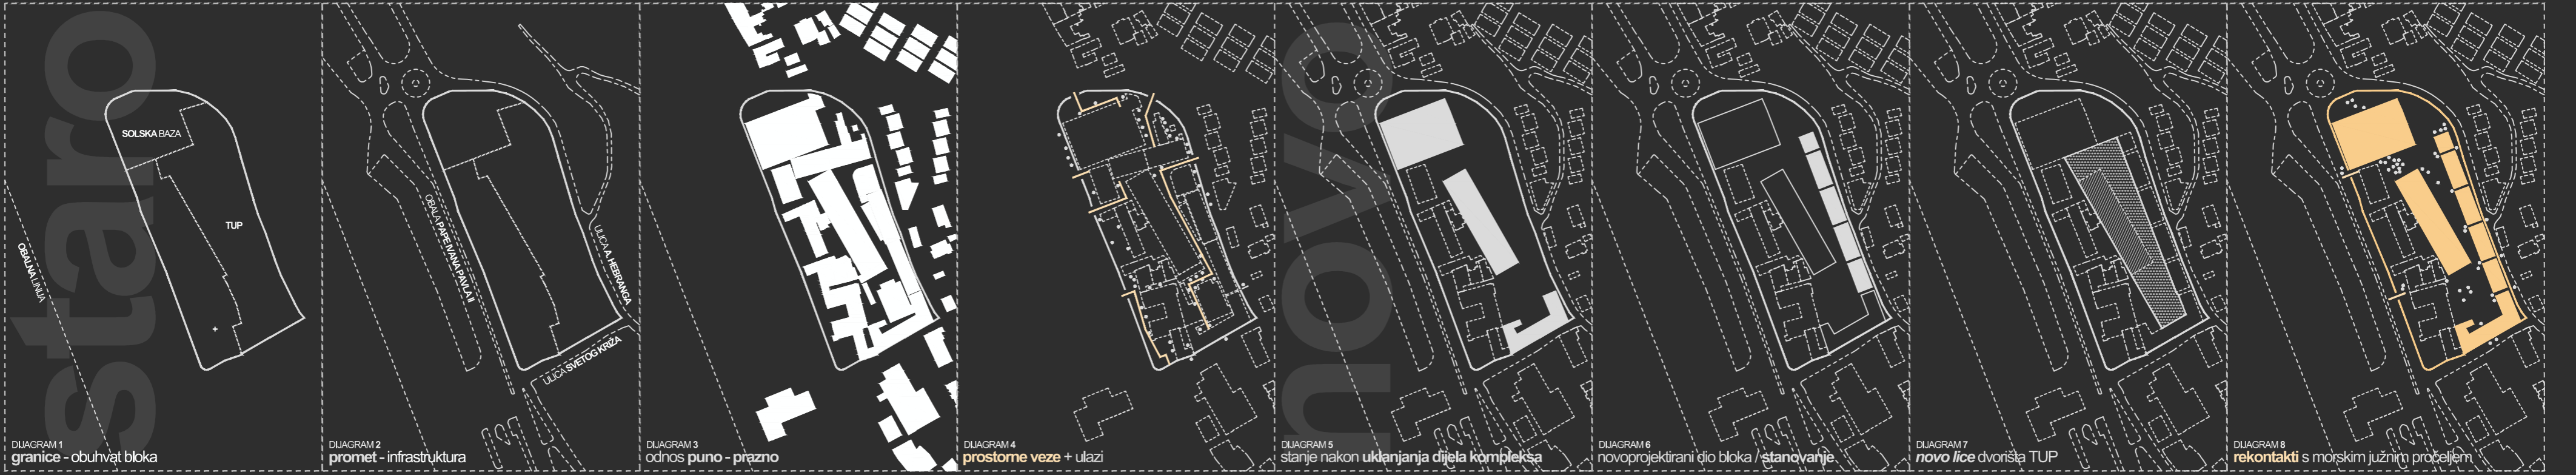 staro
SOLSKA BAZA
TUP
OBALNA LINIJA
DIJAGRAM 1
granice - obuhvat bloka
OBALA PAPE IVANA PAVLA II
ULICA A. HEBRANGA
ULICA SVETOG KRIŽA
DIJAGRAM 2
promet - infrastruktura
DIJAGRAM 3
odnos puno - prazno
DIJAGRAM 4
prostorne veze + ulazi
novo
DIJAGRAM 5
stanje nakon uklanjanja dijela kompleksa
DIJAGRAM 6
novoprojektirani dio bloka / stanovanje
DIJAGRAM 7
novo lice dvorišta TUP
DIJAGRAM 8
rekontakti s morskim južnim pročeljem